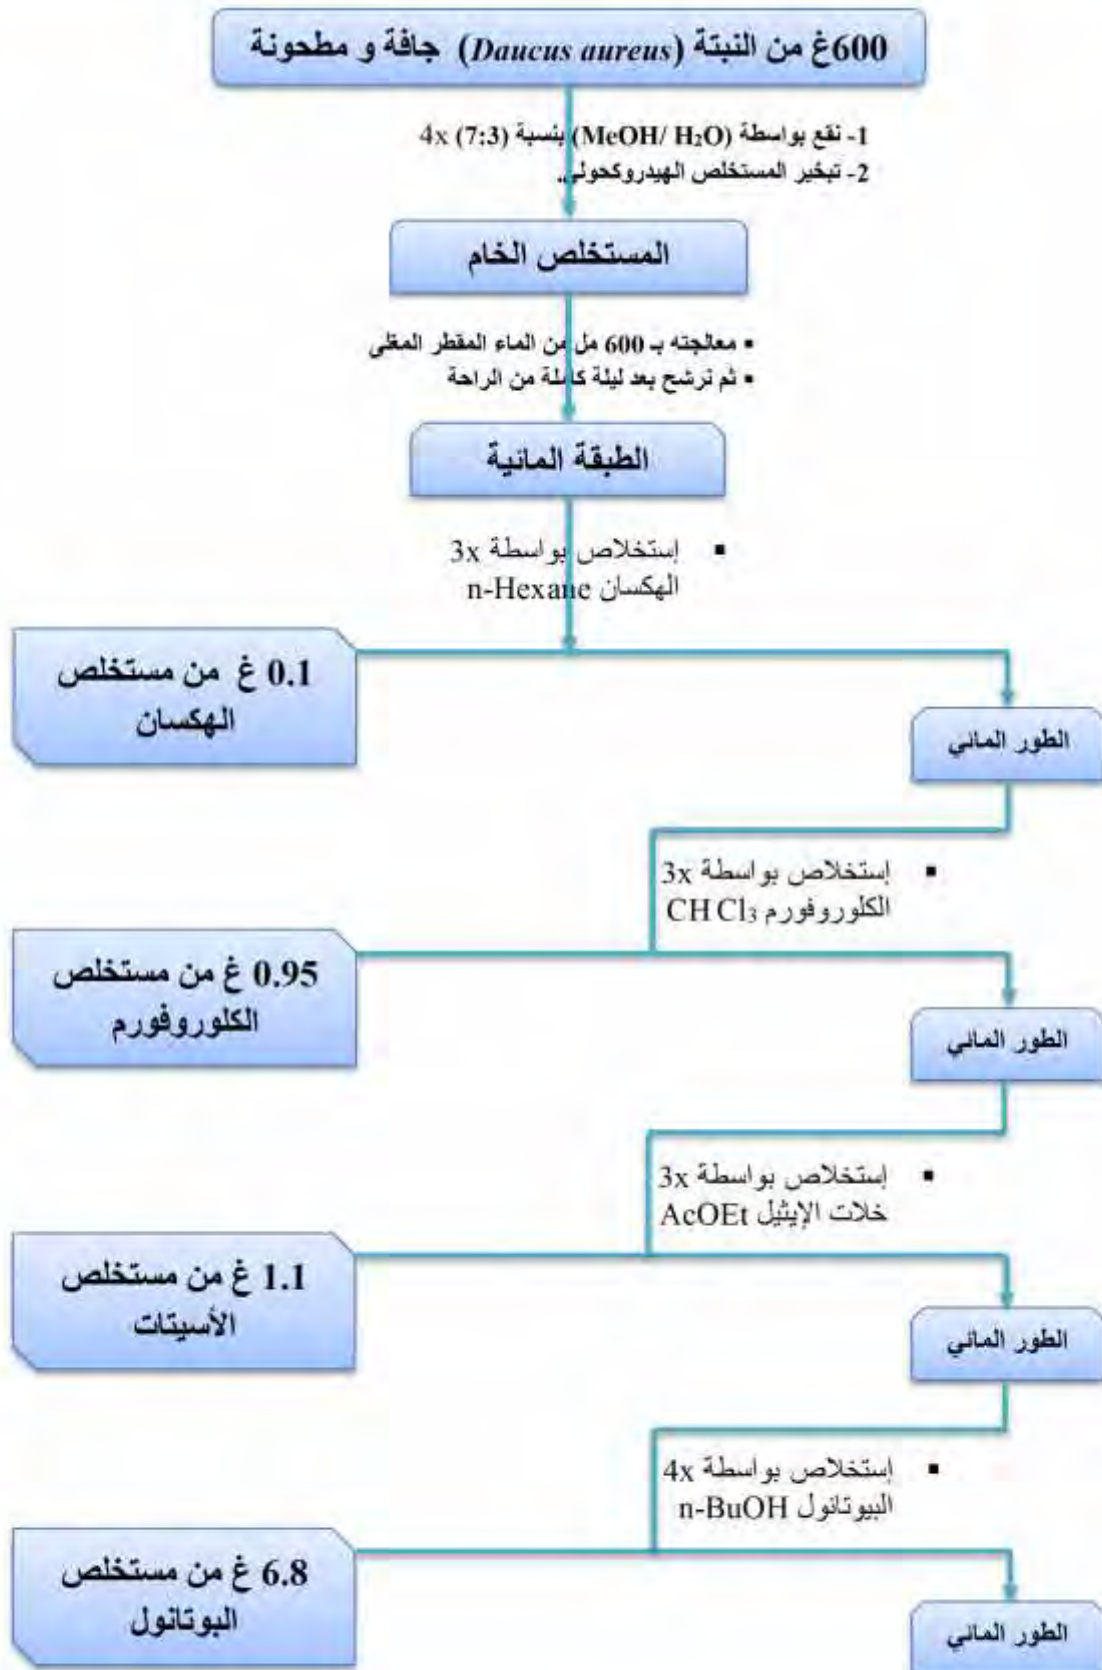 600غ من النبتة (Daucus aureus) جافة و مطحونة
1- نقع بواسطة (MeOH/ H₂O) بنسبة (7:3) 4x
2- تبخير المستخلص الهيدروكحولي.
المستخلص الخام
▪ معالجته بـ 600 مل من الماء المقطر المغلى
▪ ثم ترشح بعد ليلة كاملة من الراحة
الطبقة المائية
▪ إستخلاص بواسطة 3x
الهكسان n-Hexane
0.1 غ من مستخلص
الهكسان
الطور المائي
▪ إستخلاص بواسطة 3x
الكلوروفورم CH Cl₃
0.95 غ من مستخلص
الكلوروفورم
الطور المائي
▪ إستخلاص بواسطة 3x
خلات الإيثيل AcOEt
1.1 غ من مستخلص
الأسيتات
الطور المائي
▪ إستخلاص بواسطة 4x
البيوتانول n-BuOH
6.8 غ من مستخلص
البوتانول
الطور المائي